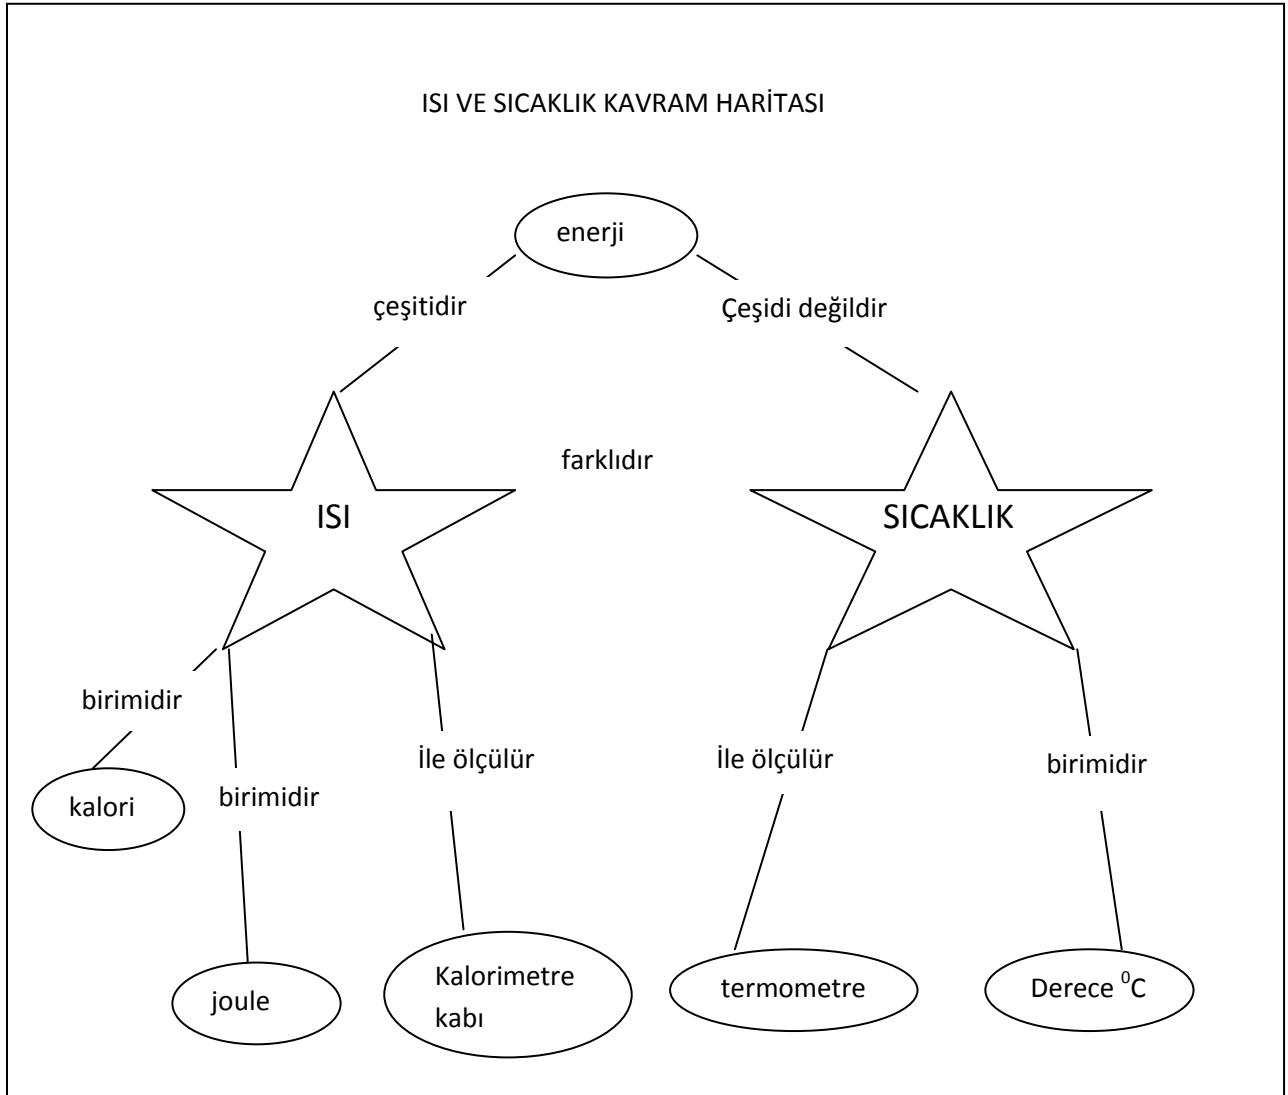 ISI VE SICAKLIK KAVRAM HARİTASI
enerji
çeşitidir
Çeşidi değildir
farklıdır
ISI
SICAKLIK
birimidir
İle ölçülür
İle ölçülür
birimidir
kalori
birimidir
joule
Kalorimetre
kabı
termometre
Derece ⁰C